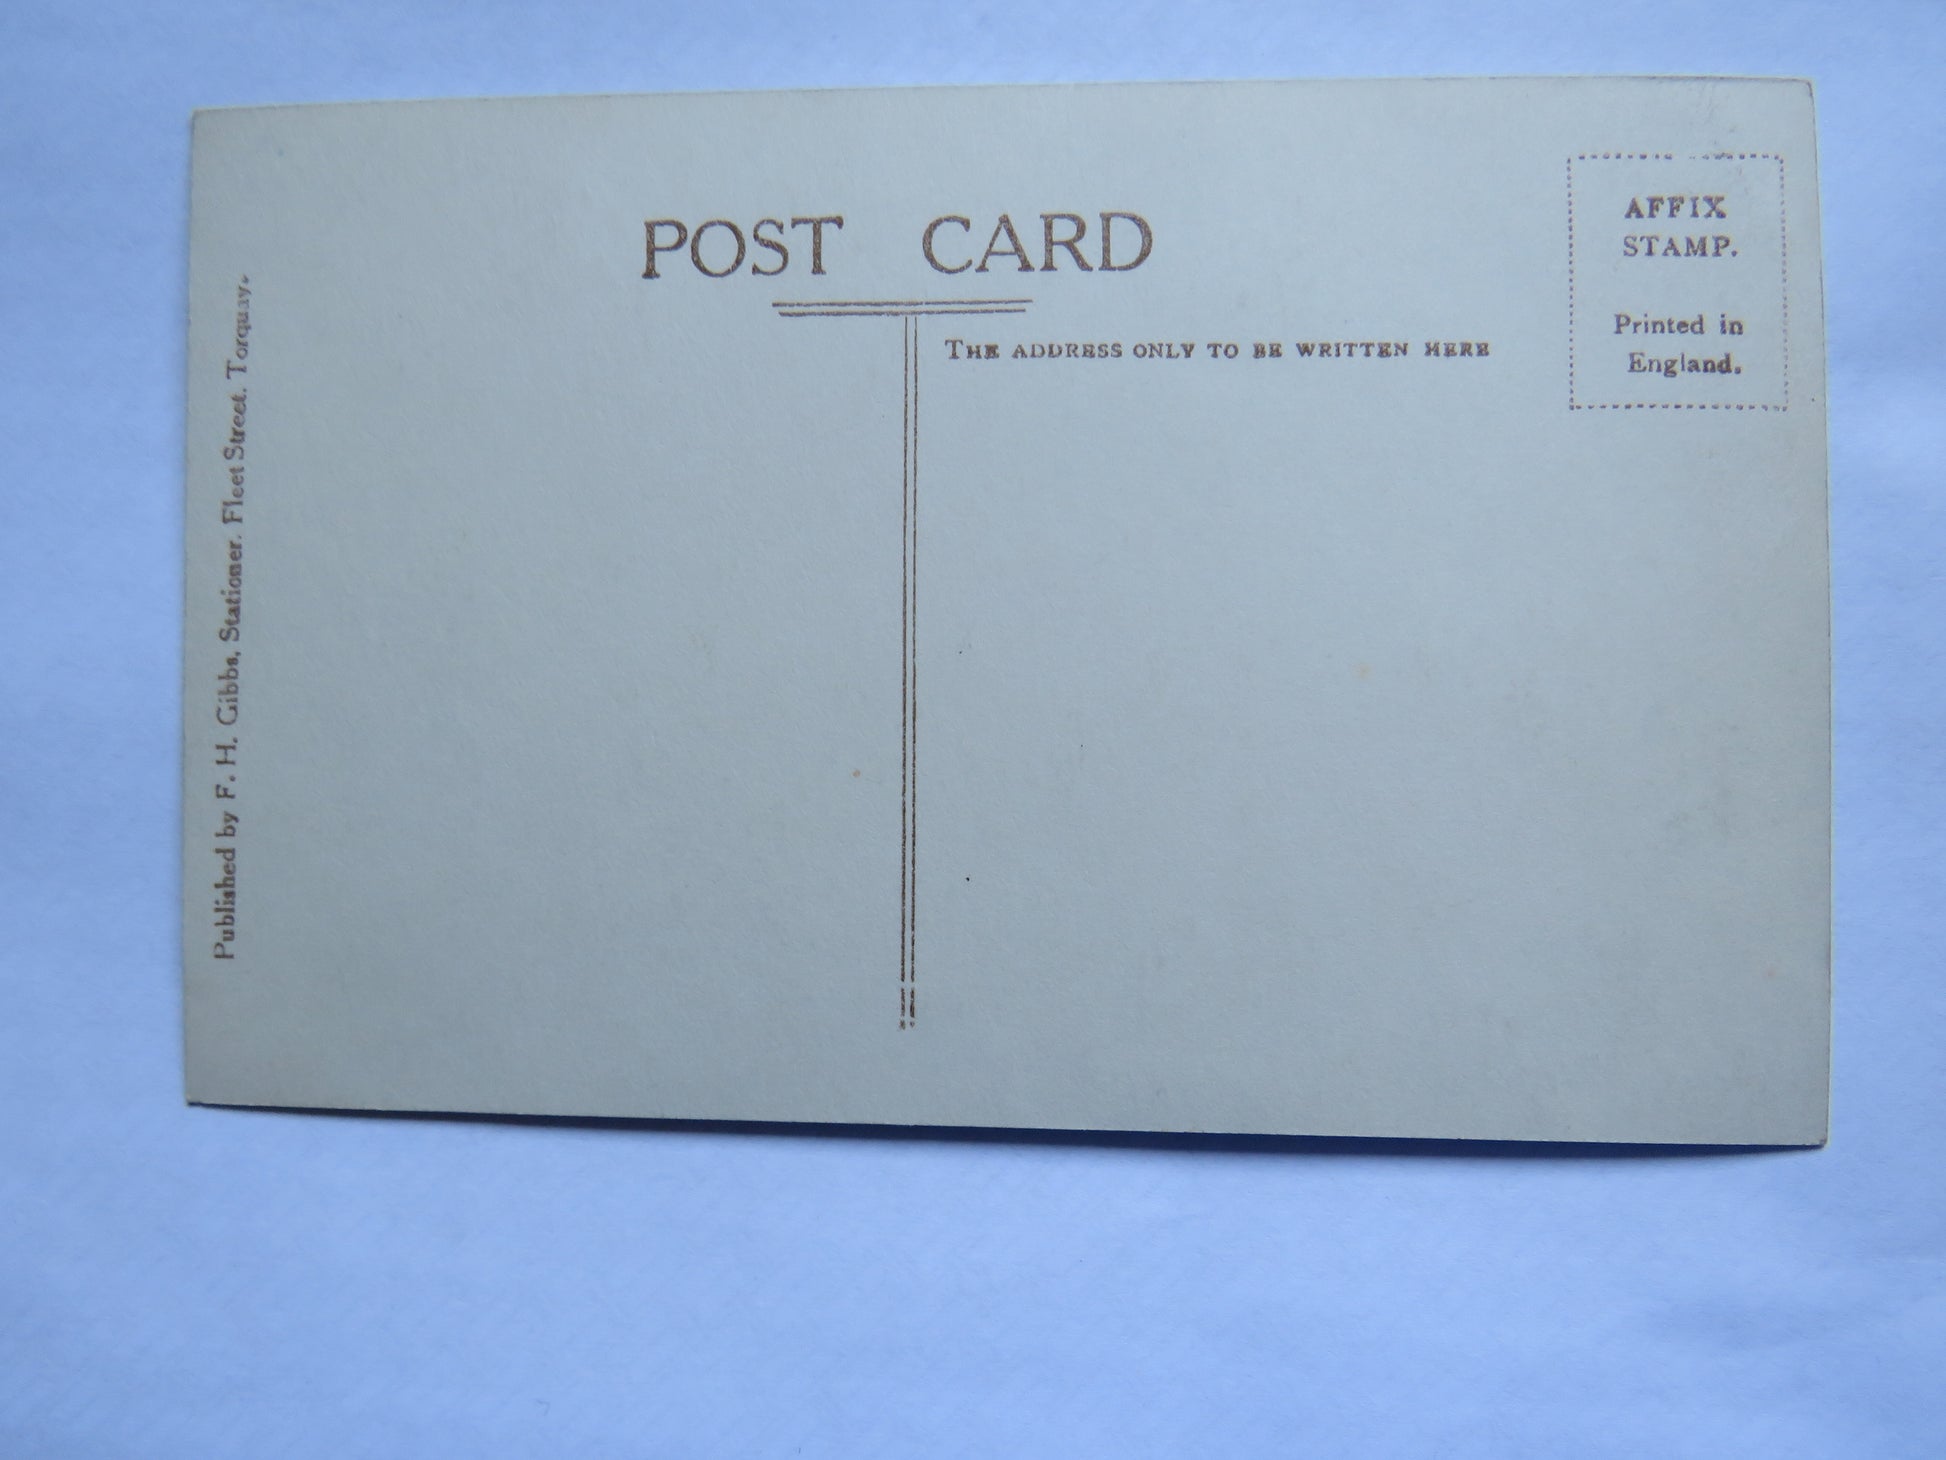 POST CARD
AFFIX
STAMP.
Printed in
England.
THE ADDRESS ONLY TO BE WRITTEN HERE
Published by F. H. Gibbs, Stationer. Fleet Street. Torquay.